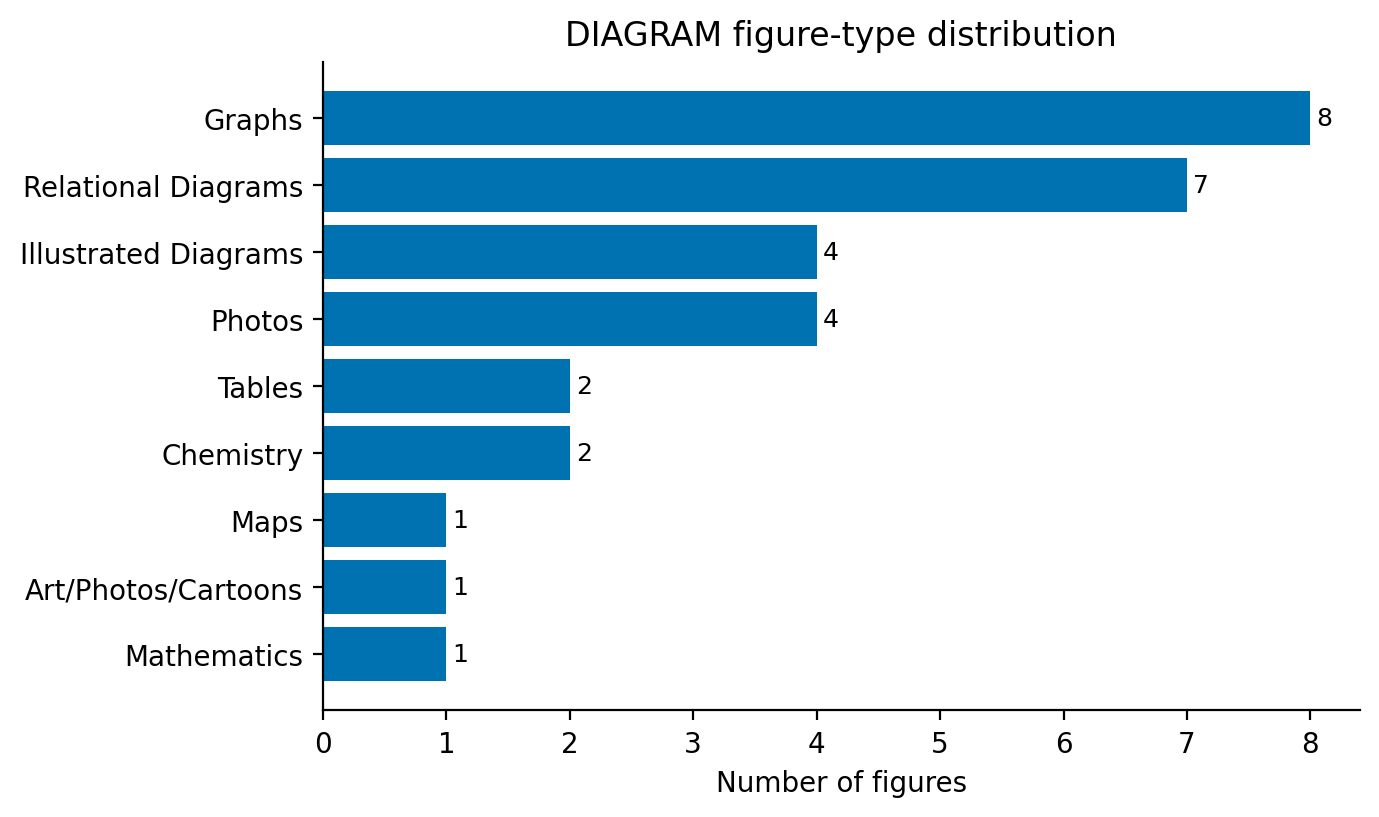 DIAGRAM figure-type distribution
Graphs 8
Relational Diagrams 7
Illustrated Diagrams 4
Photos 4
Tables 2
Chemistry 2
Maps 1
Art/Photos/Cartoons 1
Mathematics 1
0 1 2 3 4 5 6 7 8
Number of figures